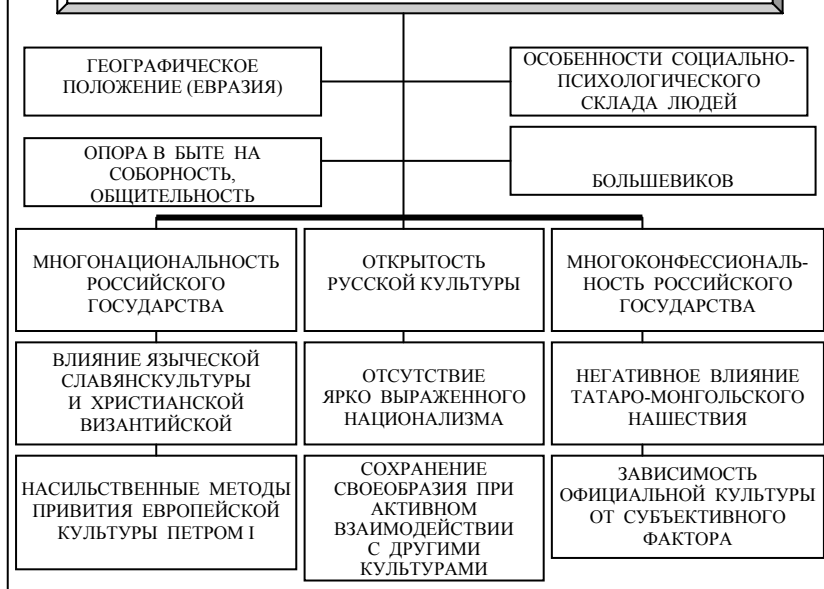 ГЕОГРАФИЧЕСКОЕ
ПОЛОЖЕНИЕ (ЕВРАЗИЯ)
ОСОБЕННОСТИ СОЦИАЛЬНО-
ПСИХОЛОГИЧЕСКОГО
СКЛАДА ЛЮДЕЙ
ОПОРА В БЫТЕ НА
СОБОРНОСТЬ,
ОБЩИТЕЛЬНОСТЬ
БОЛЬШЕВИКОВ
МНОГОНАЦИОНАЛЬНОСТЬ
РОССИЙСКОГО
ГОСУДАРСТВА
ОТКРЫТОСТЬ
РУССКОЙ КУЛЬТУРЫ
МНОГОКОНФЕССИОНАЛЬ-
НОСТЬ РОССИЙСКОГО
ГОСУДАРСТВА
ВЛИЯНИЕ ЯЗЫЧЕСКОЙ
СЛАВЯНСКУЛЬТУРЫ
И ХРИСТИАНСКОЙ
ВИЗАНТИЙСКОЙ
ОТСУТСТВИЕ
ЯРКО ВЫРАЖЕННОГО
НАЦИОНАЛИЗМА
НЕГАТИВНОЕ ВЛИЯНИЕ
ТАТАРО-МОНГОЛЬСКОГО
НАШЕСТВИЯ
НАСИЛЬСТВЕННЫЕ МЕТОДЫ
ПРИВИТИЯ ЕВРОПЕЙСКОЙ
КУЛЬТУРЫ ПЕТРОМ I
СОХРАНЕНИЕ
СВОЕОБРАЗИЯ ПРИ
АКТИВНОМ
ВЗАИМОДЕЙСТВИИ
С ДРУГИМИ
КУЛЬТУРАМИ
ЗАВИСИМОСТЬ
ОФИЦИАЛЬНОЙ КУЛЬТУРЫ
ОТ СУБЪЕКТИВНОГО
ФАКТОРА